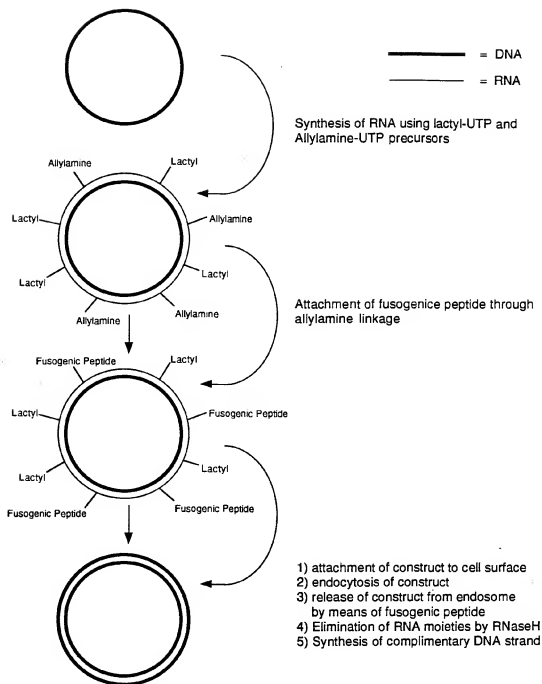 = DNA
= RNA
Synthesis of RNA using lactyl-UTP and
Allylamine-UTP precursors
Allylamine
Lactyl
Lactyl
Allylamine
Lactyl
Lactyl
Allylamine
Allylamine
Attachment of fusogenice peptide through
allylamine linkage
Fusogenic Peptide
Lactyl
Lactyl
Fusogenic Peptide
Lactyl
Lactyl
Fusogenic Peptide
Fusogenic Peptide
1) attachment of construct to cell surface
2) endocytosis of construct
3) release of construct from endosome
by means of fusogenic peptide
4) Elimination of RNA moieties by RNaseH
5) Synthesis of complimentary DNA strand